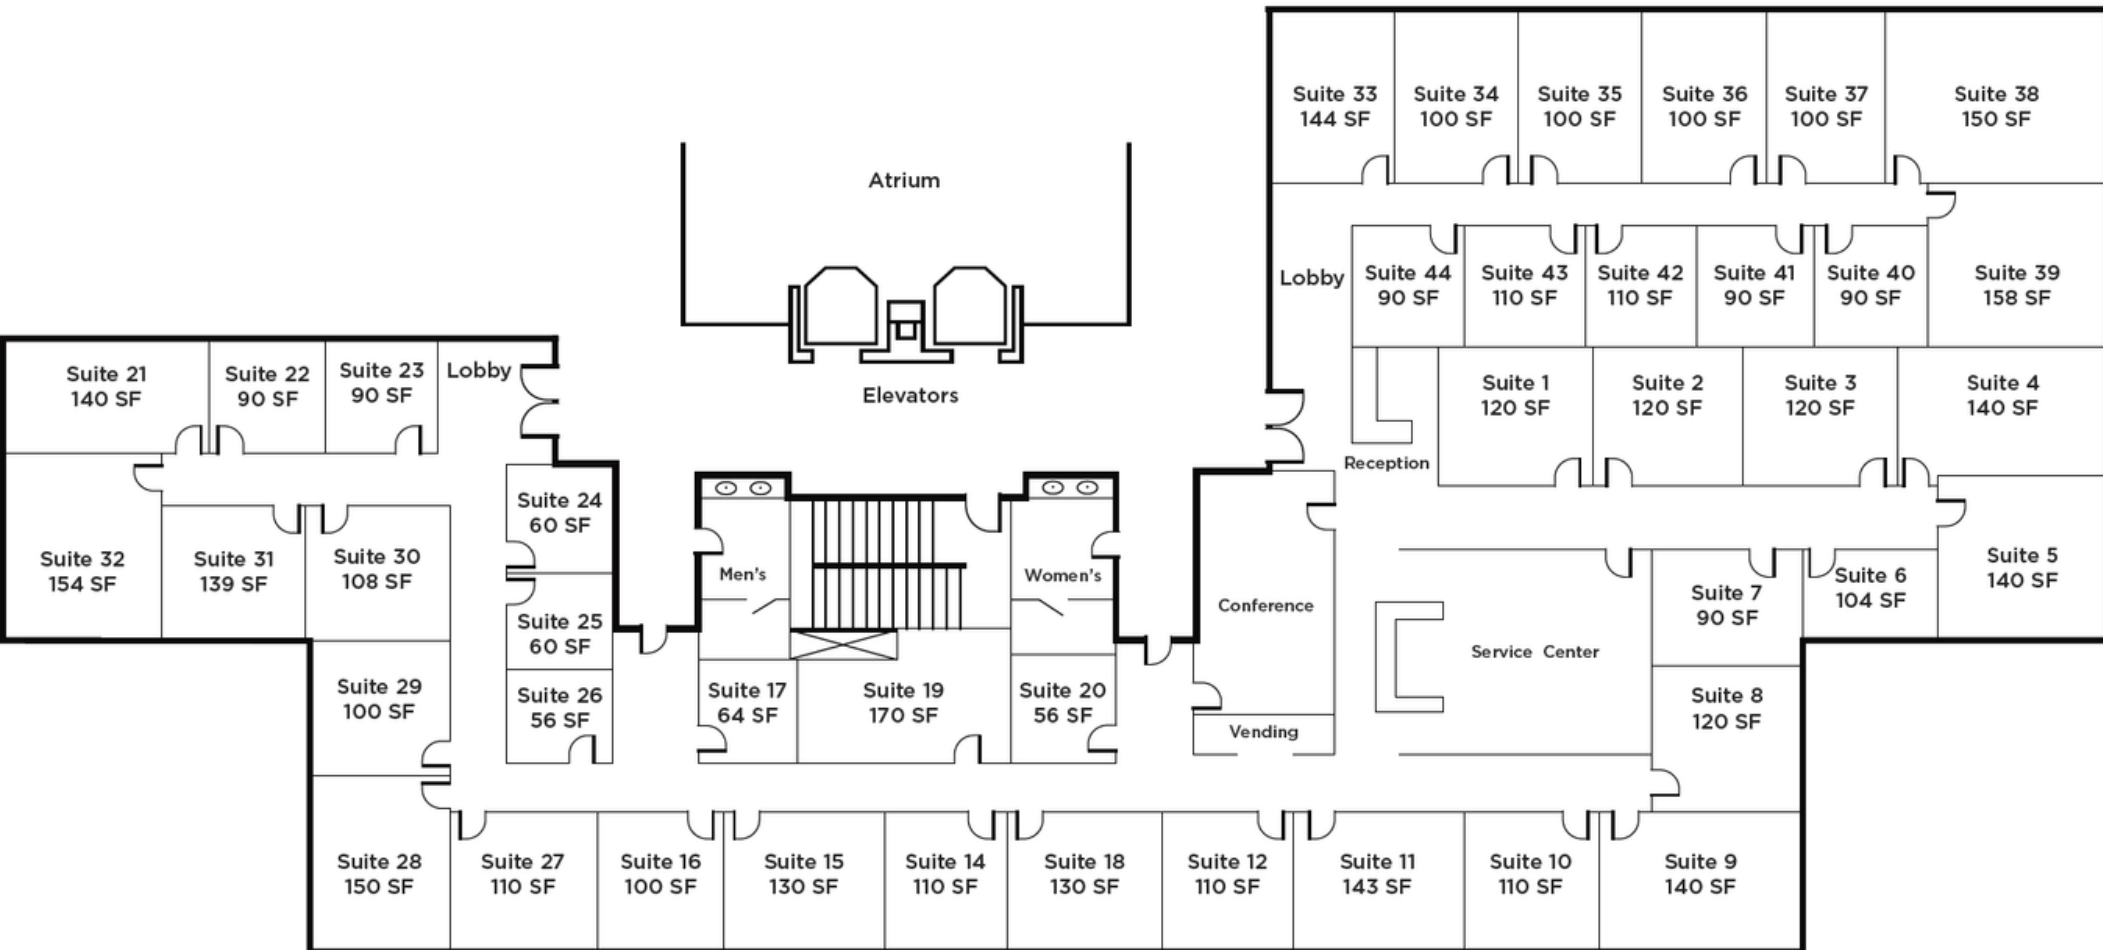 Suite 33
144 SF
Suite 34
100 SF
Suite 35
100 SF
Suite 36
100 SF
Suite 37
100 SF
Suite 38
150 SF
Atrium
Lobby
Suite 44
90 SF
Suite 43
110 SF
Suite 42
110 SF
Suite 41
90 SF
Suite 40
90 SF
Suite 39
158 SF
Suite 21
140 SF
Suite 22
90 SF
Suite 23
90 SF
Lobby
Elevators
Suite 1
120 SF
Suite 2
120 SF
Suite 3
120 SF
Suite 4
140 SF
Reception
Suite 24
60 SF
Suite 32
154 SF
Suite 31
139 SF
Suite 30
108 SF
Men's
Women's
Suite 25
60 SF
Conference
Suite 7
90 SF
Suite 6
104 SF
Suite 5
140 SF
Service Center
Suite 29
100 SF
Suite 26
56 SF
Suite 17
64 SF
Suite 19
170 SF
Suite 20
56 SF
Vending
Suite 8
120 SF
Suite 28
150 SF
Suite 27
110 SF
Suite 16
100 SF
Suite 15
130 SF
Suite 14
110 SF
Suite 18
130 SF
Suite 12
110 SF
Suite 11
143 SF
Suite 10
110 SF
Suite 9
140 SF